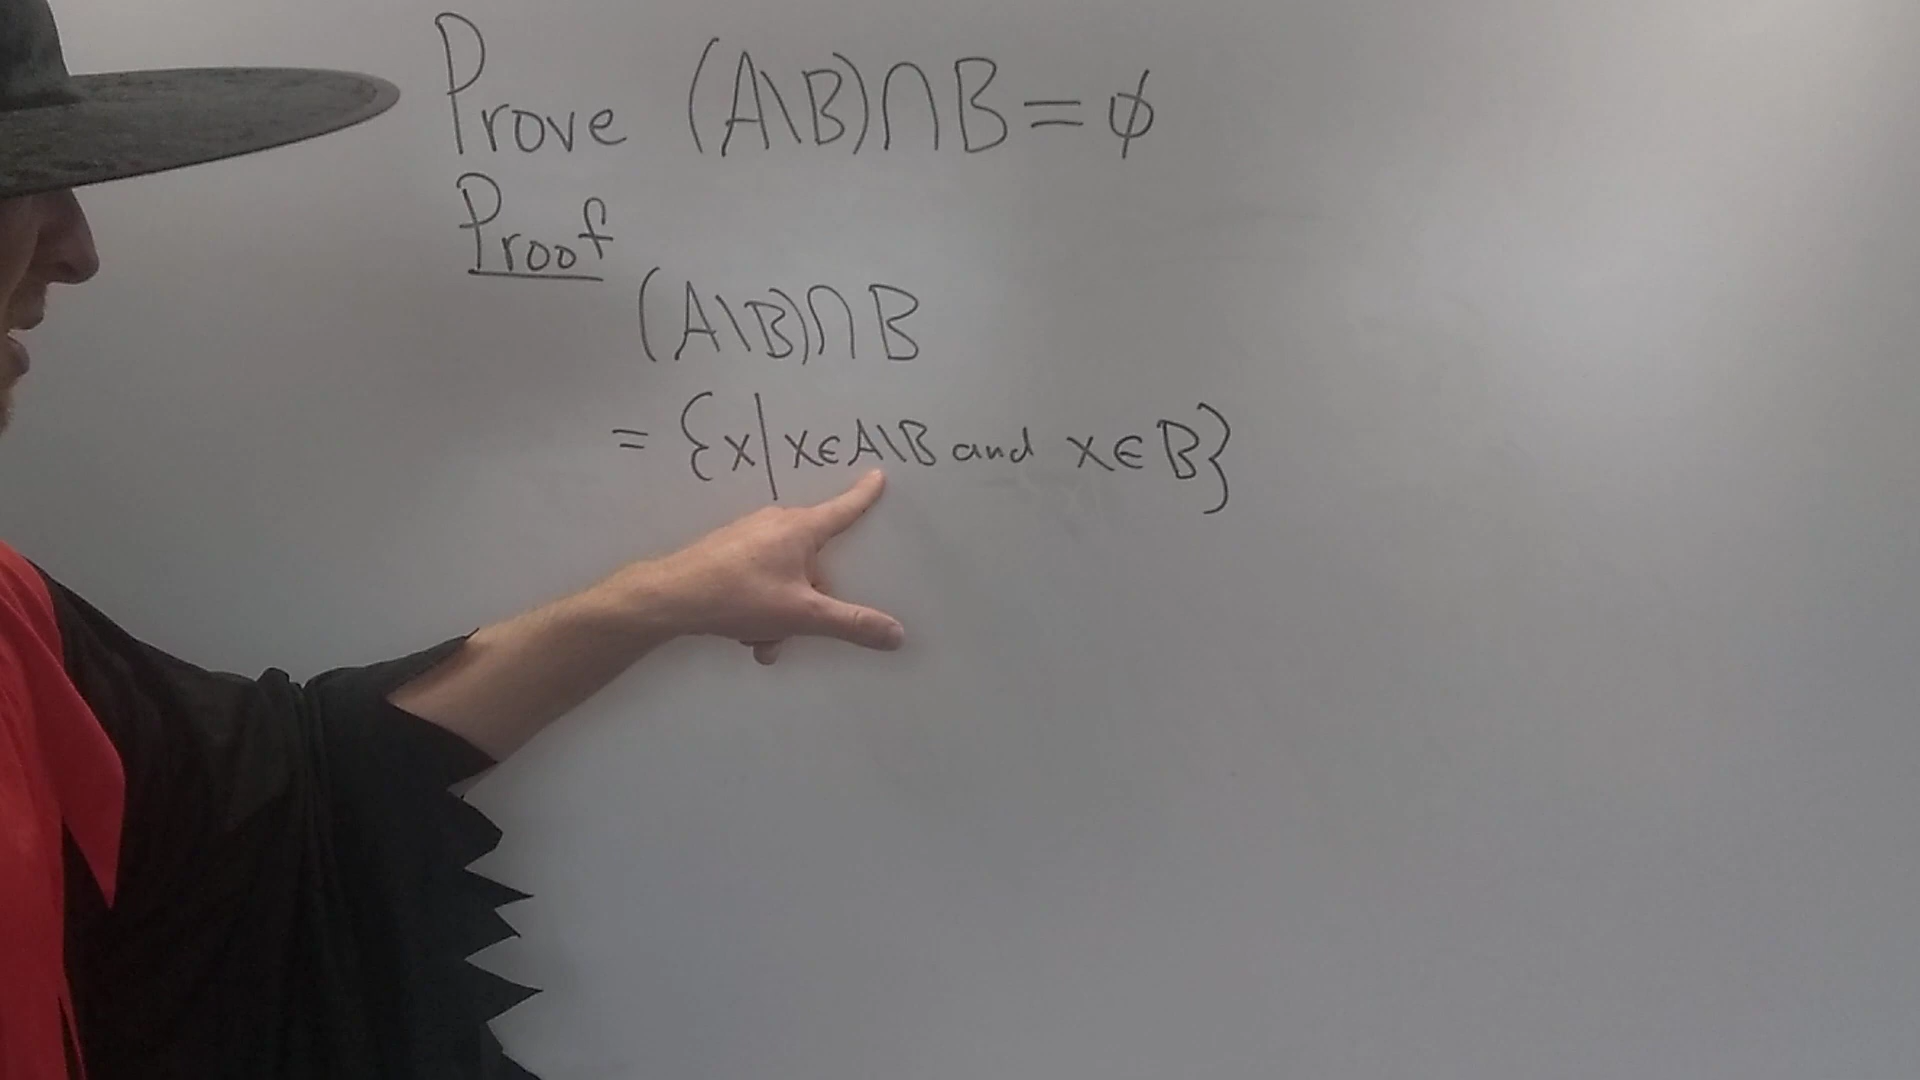 Prove (A\B)∩B=ϕ
Proof
(A\B)∩B
= {x|x∈A\B and x∈B}